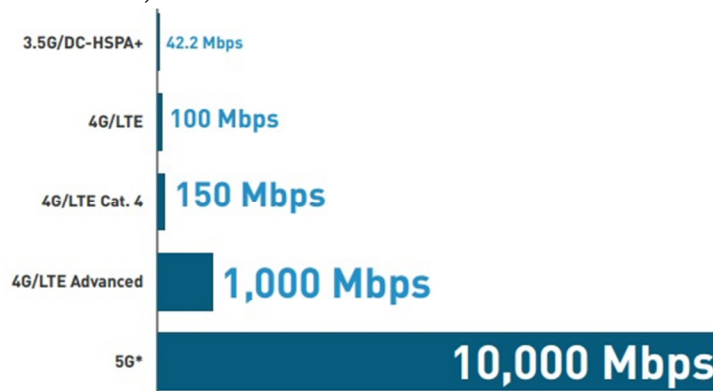 3.5G/DC-HSPA+ 42.2 Mbps
4G/LTE 100 Mbps
4G/LTE Cat. 4 150 Mbps
4G/LTE Advanced 1,000 Mbps
5G* 10,000 Mbps